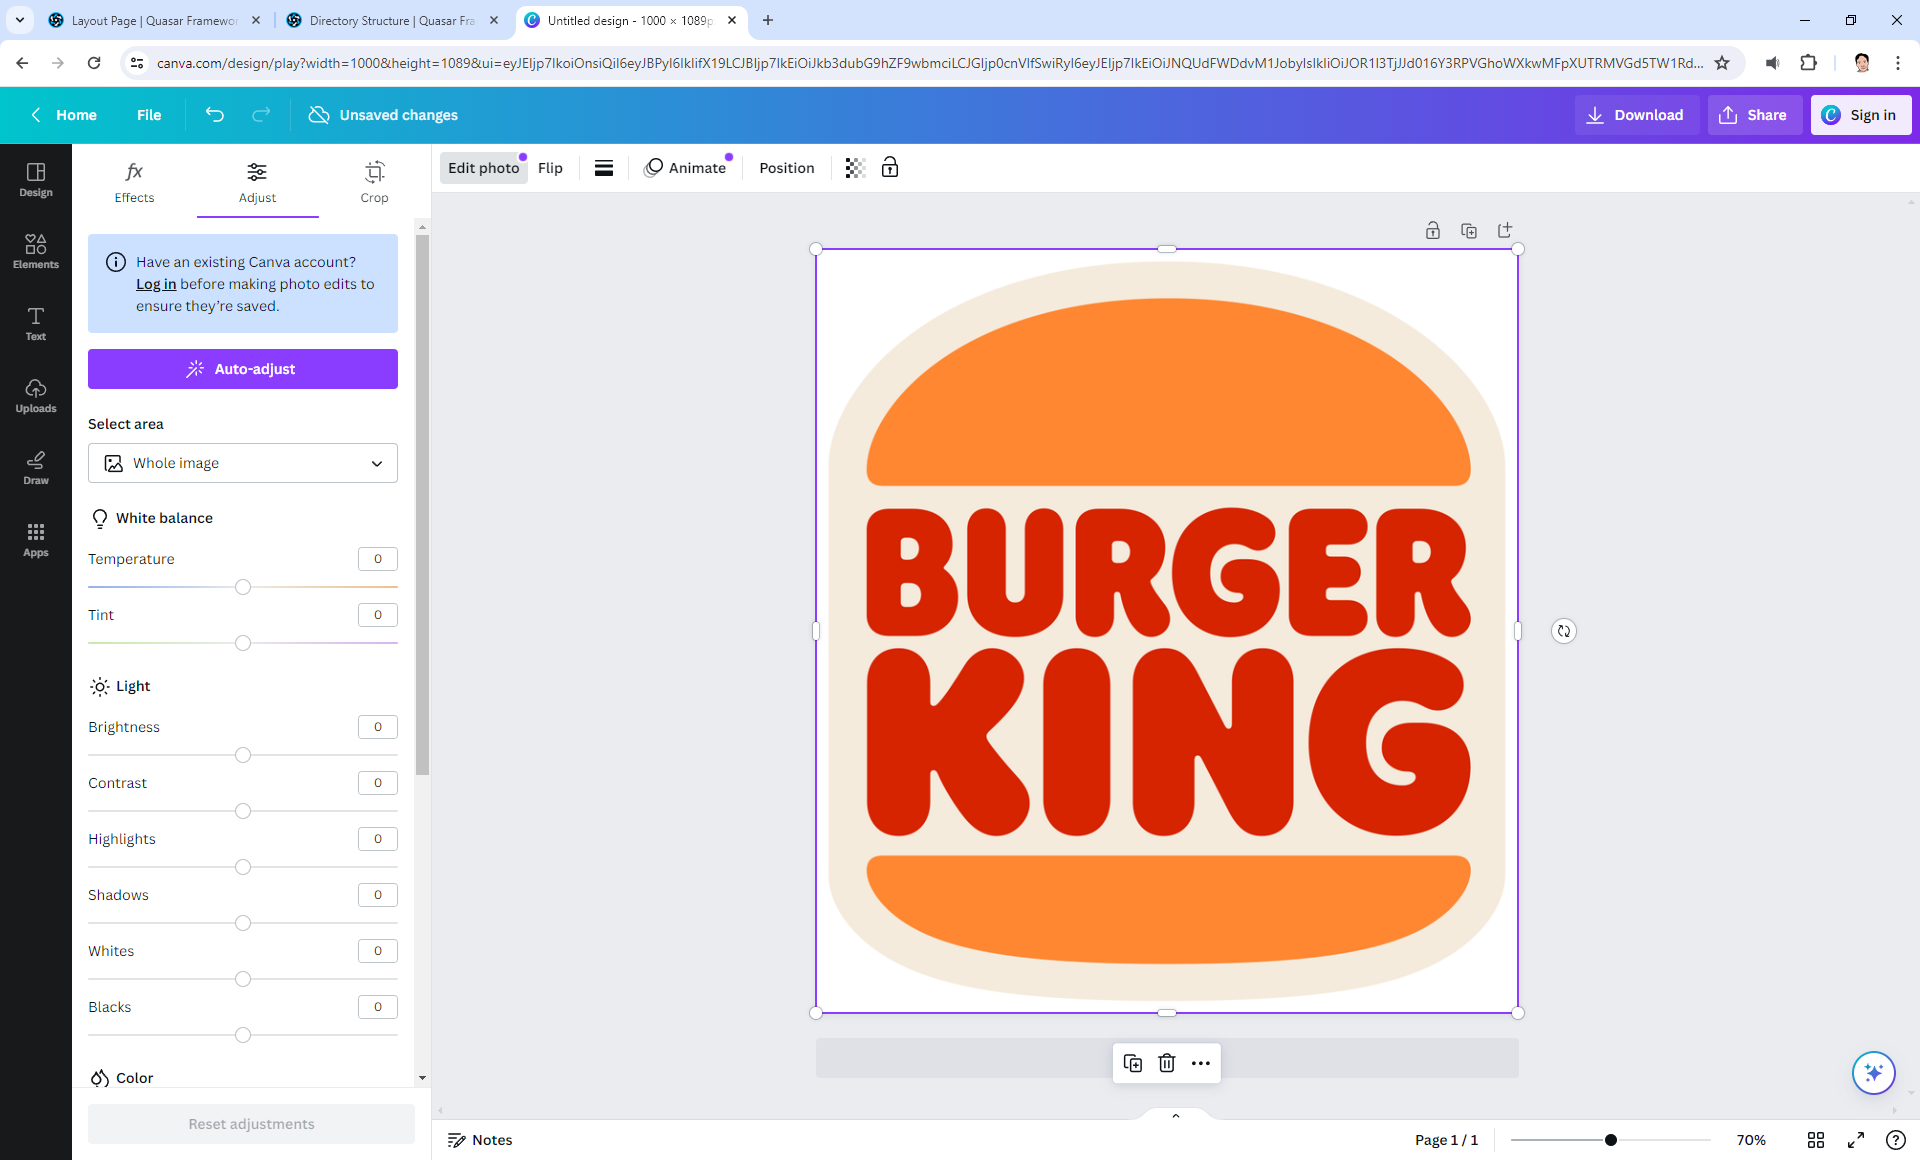 Layout Page | Quasar Framewor
Directory Structure | Quasar Fra
Untitled design - 1000 × 1089p
canva.com/design/play?width=1000&height=1089&ui=eyJEIjp7IkoiOnsiQiI6eyJBPyI6IkIifX19LCJBIjp7IkEiOiJkb3dubG9hZF9wbmciLCJGIjp0cnVlfSwiRyI6eyJEIjp7IkEiOiJNQUdFWDdvM1JobyIsIkIiOiJOR1I3TjJd016Y3RPVGhoWXkwMFpXUTRMVGd5TW1Rd...
Home
File
Unsaved changes
Download
Share
Sign in
Design
Elements
Text
Uploads
Draw
Apps
Effects
Adjust
Crop
Edit photo
Flip
Animate
Position
Have an existing Canva account?
Log in before making photo edits to
ensure they're saved.
Auto-adjust
Select area
Whole image
White balance
Temperature 0
Tint 0
Light
Brightness 0
Contrast 0
Highlights 0
Shadows 0
Whites 0
Blacks 0
Color
Reset adjustments
BURGER
KING
Notes
Page 1 / 1
70%